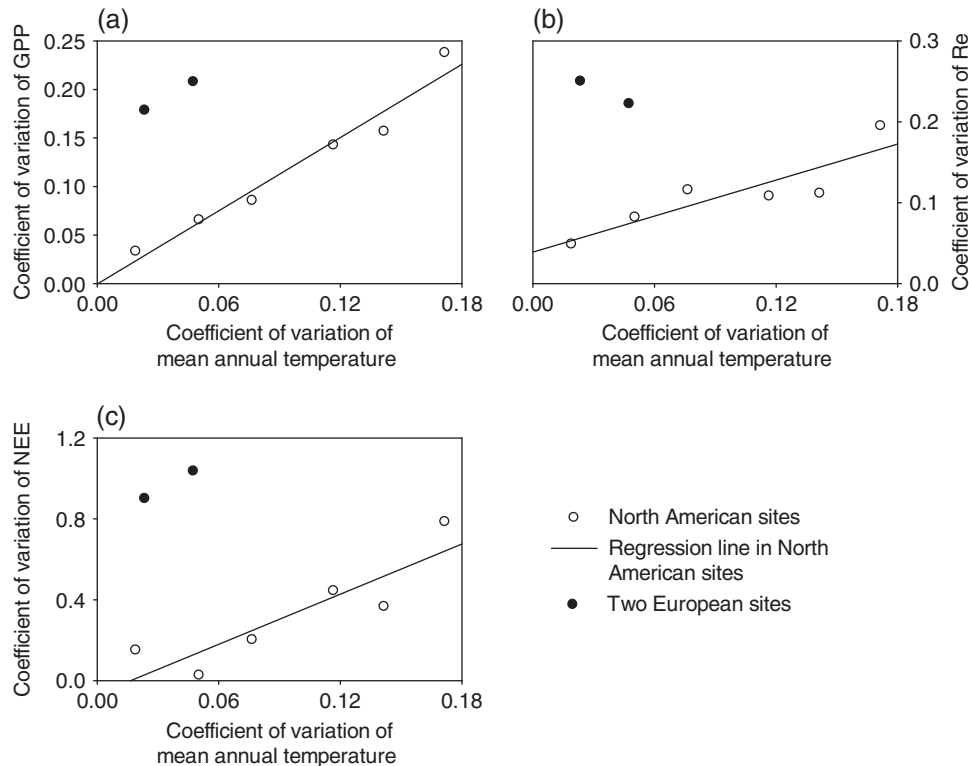 (a)
Coefficient of variation of GPP
0.25
0.20
0.15
0.10
0.05
0.00
0.00 0.06 0.12 0.18
Coefficient of variation of
mean annual temperature
(b)
Coefficient of variation of Re
0.3
0.2
0.1
0.0
0.00 0.06 0.12 0.18
Coefficient of variation of
mean annual temperature
(c)
Coefficient of variation of NEE
1.2
0.8
0.4
0.0
0.00 0.06 0.12 0.18
Coefficient of variation of
mean annual temperature
North American sites
Regression line in North
American sites
Two European sites